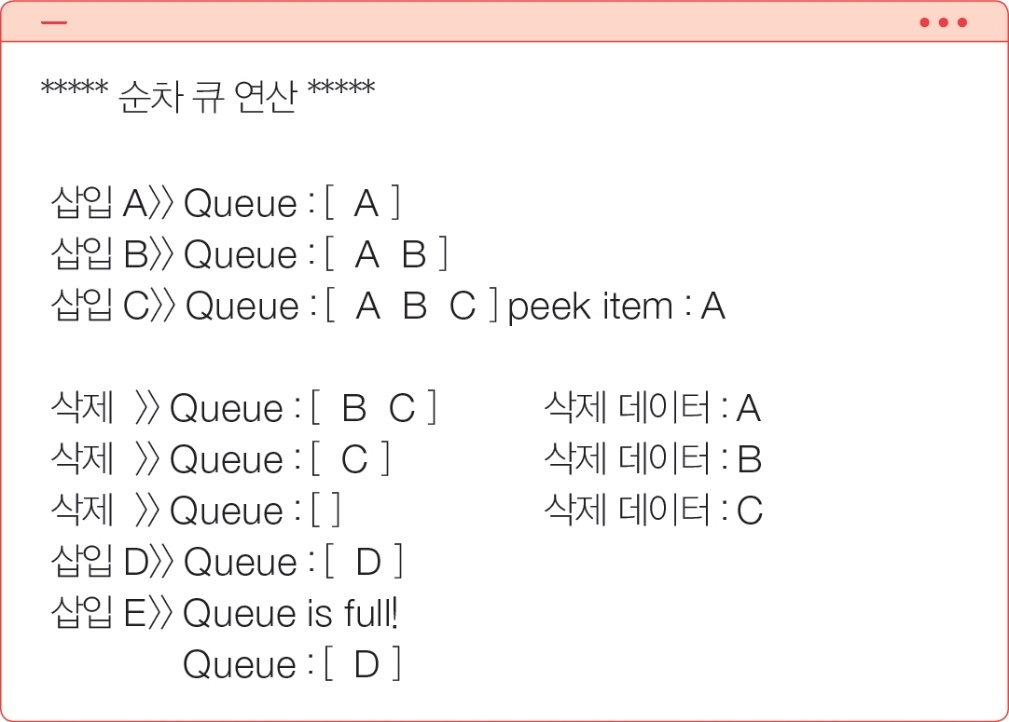 ***** 순차 큐 연산 *****
삽입 A》 Queue : [ A ]
삽입 B》 Queue : [ A B ]
삽입 C》 Queue : [ A B C ] peek item : A
삭제 》 Queue : [ B C ] 삭제 데이터 : A
삭제 》 Queue : [ C ] 삭제 데이터 : B
삭제 》 Queue : [ ] 삭제 데이터 : C
삽입 D》 Queue : [ D ]
삽입 E》 Queue is full!
Queue : [ D ]